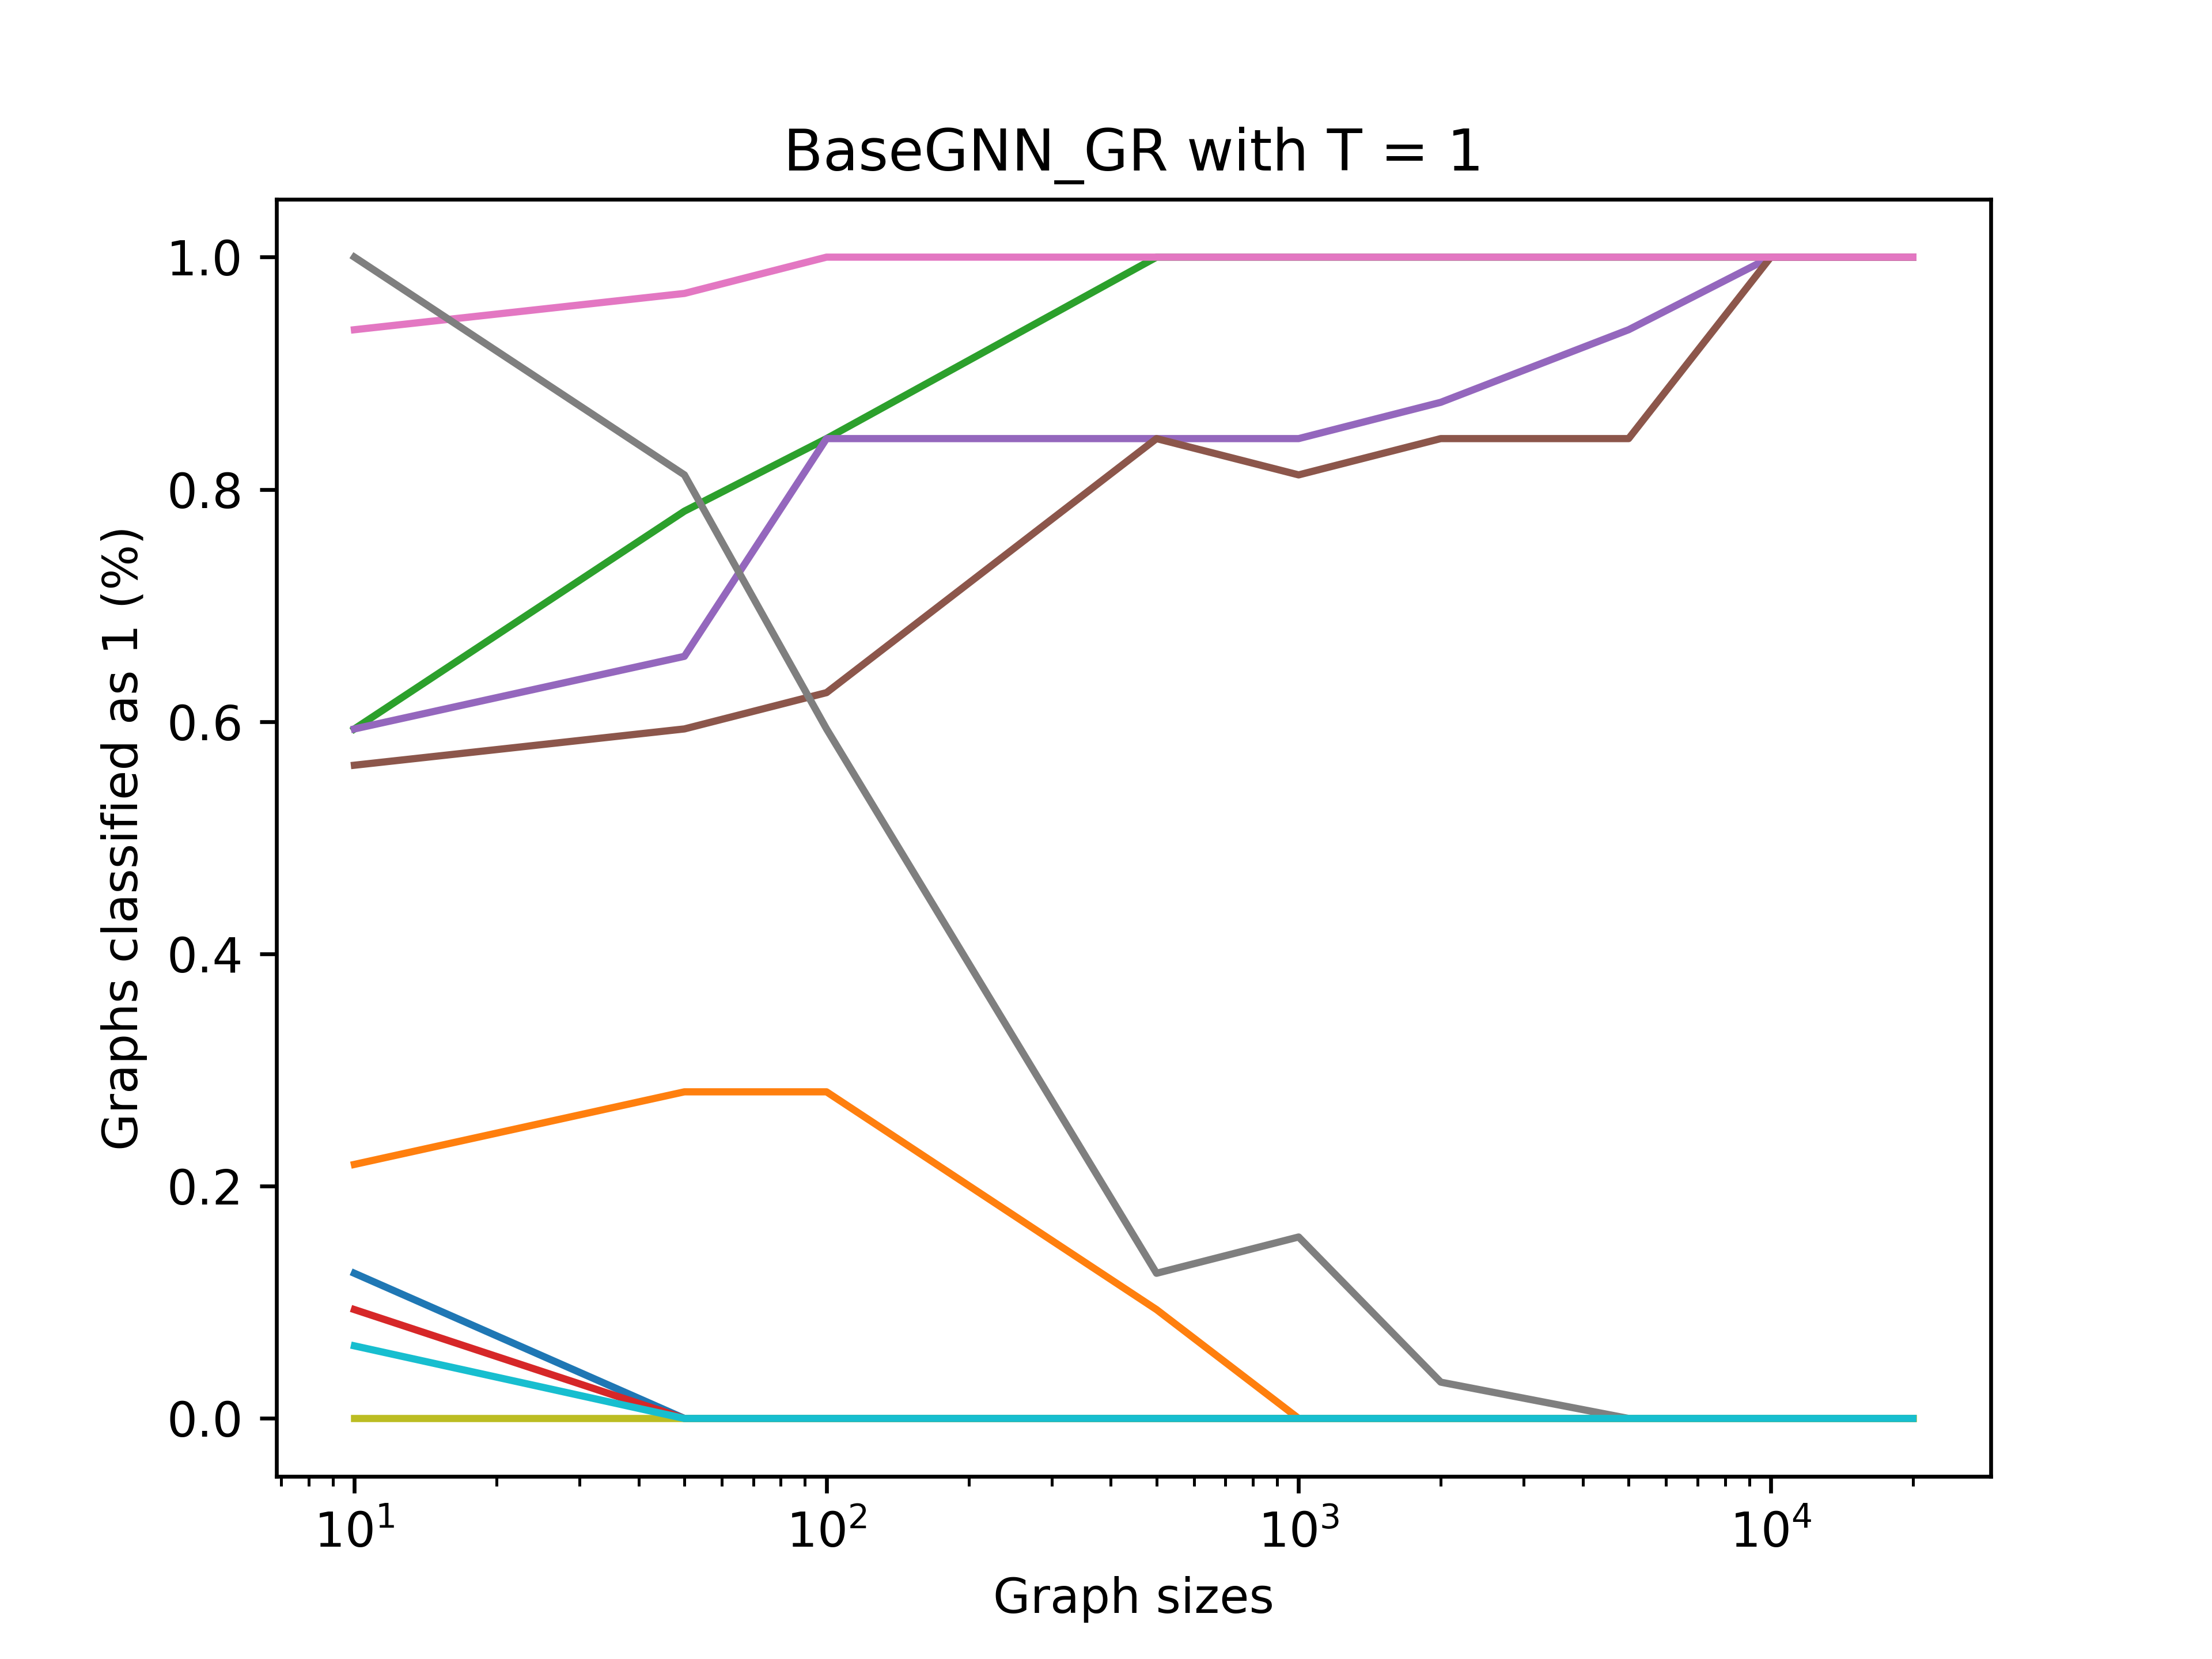 BaseGNN_GR with T = 1
Graphs classified as 1 (%)
1.0
0.8
0.6
0.4
0.2
0.0
10¹ 10² 10³ 10⁴
Graph sizes